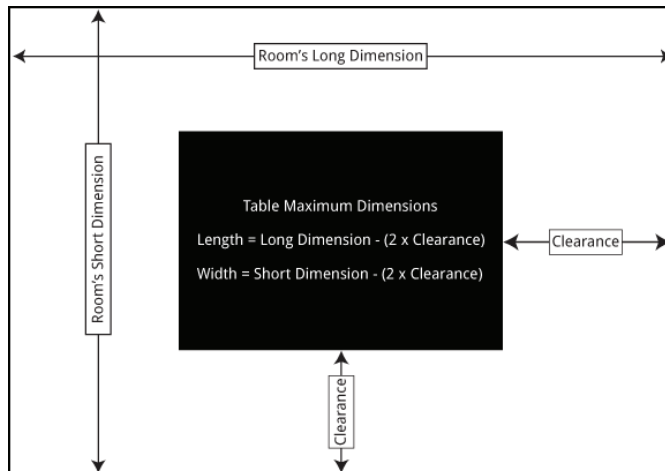 Room's Long Dimension
Room's Short Dimension
Table Maximum Dimensions
Length = Long Dimension - (2 x Clearance)
Width = Short Dimension - (2 x Clearance)
Clearance
Clearance